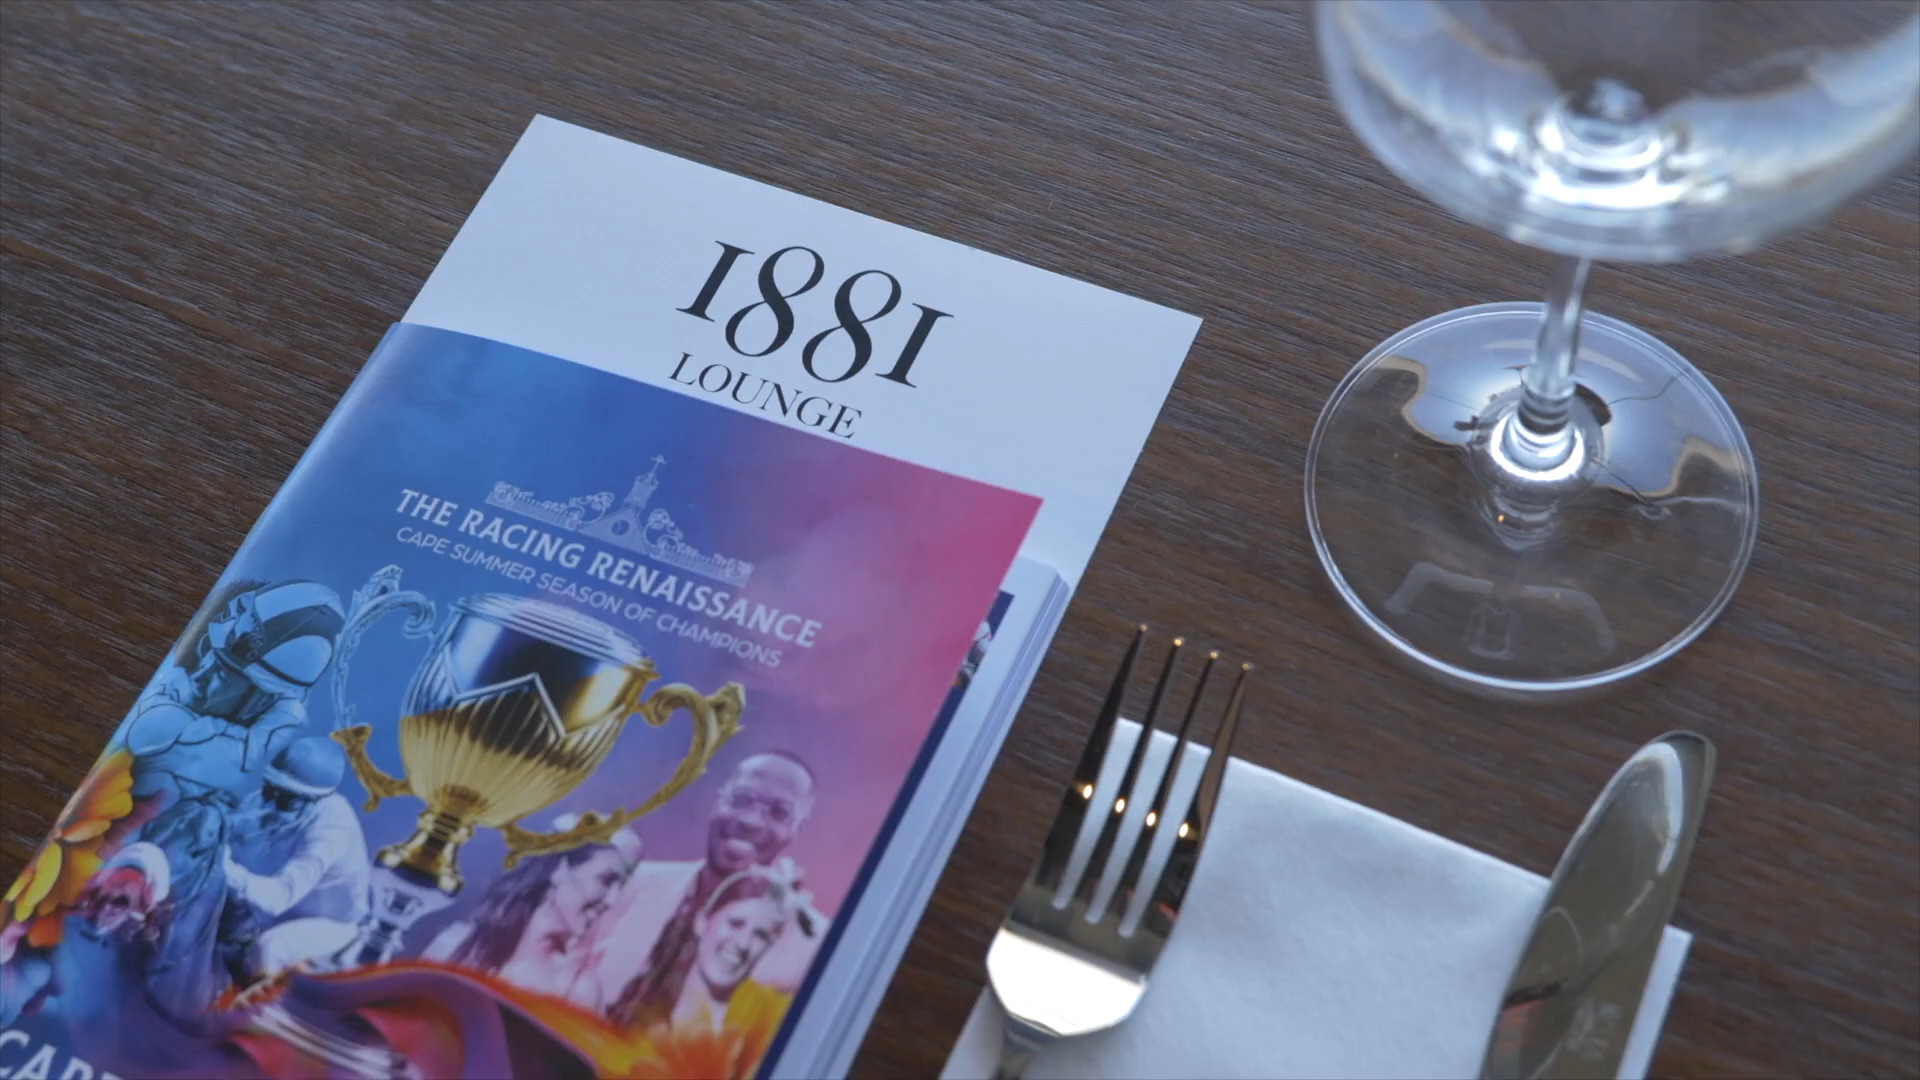 1881
LOUNGE
THE RACING RENAISSANCE
CAPE SUMMER SEASON OF CHAMPIONS